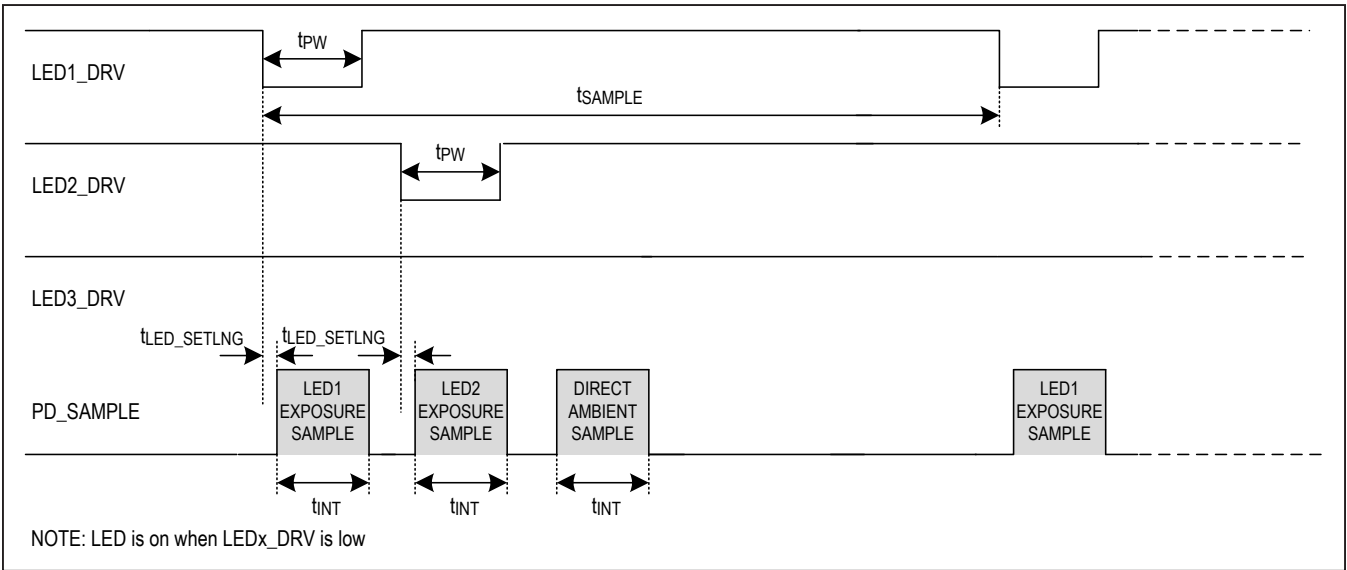 tPW
LED1_DRV
tSAMPLE
tPW
LED2_DRV
LED3_DRV
tLED_SETLNG
tLED_SETLNG
PD_SAMPLE
LED1
EXPOSURE
SAMPLE
LED2
EXPOSURE
SAMPLE
DIRECT
AMBIENT
SAMPLE
LED1
EXPOSURE
SAMPLE
tINT
tINT
tINT
NOTE: LED is on when LEDx_DRV is low